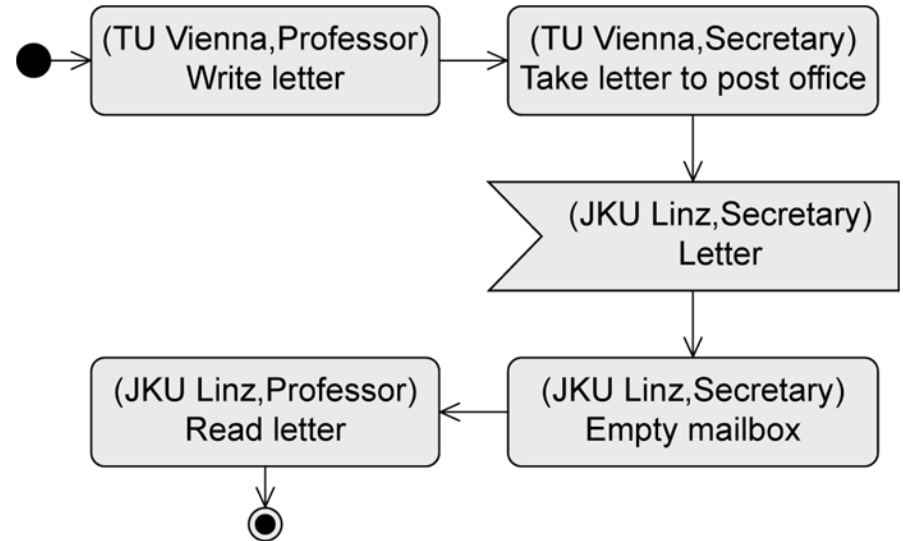 (TU Vienna,Professor)
Write letter
(TU Vienna,Secretary)
Take letter to post office
(JKU Linz,Secretary)
Letter
(JKU Linz,Secretary)
Empty mailbox
(JKU Linz,Professor)
Read letter